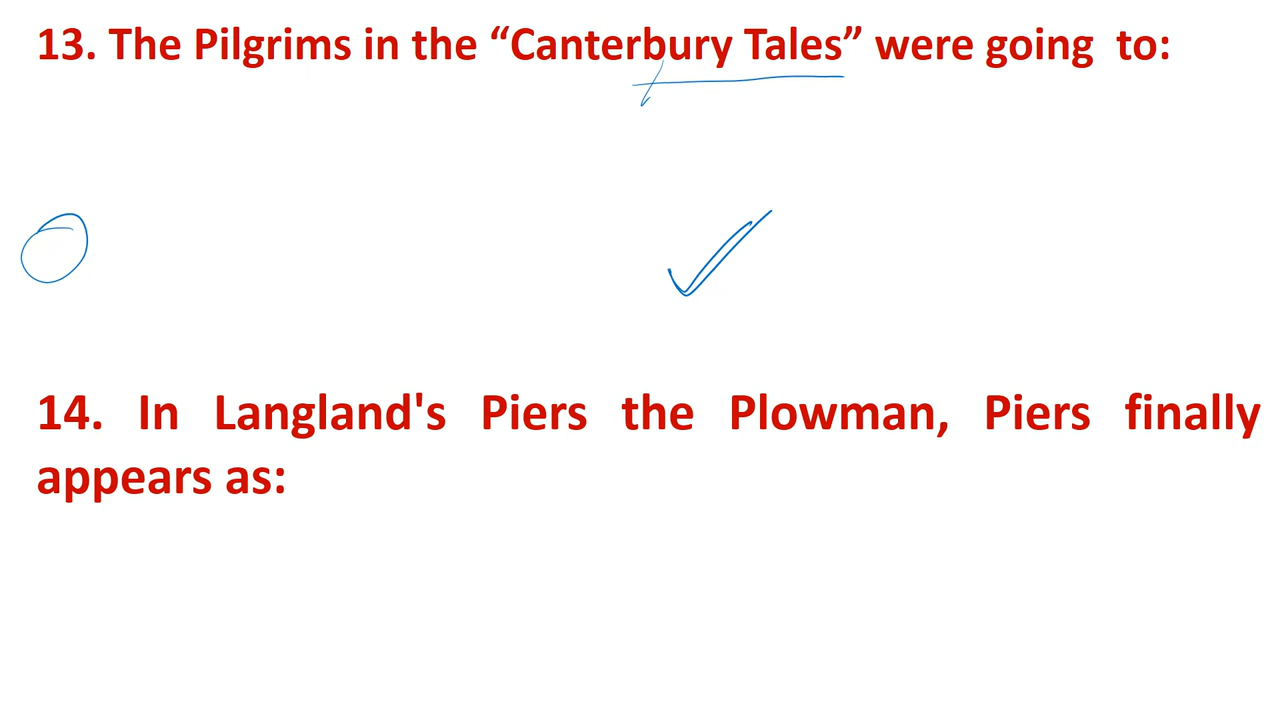 13. The Pilgrims in the “Canterbury Tales” were going to:
14. In Langland's Piers the Plowman, Piers finally
appears as: